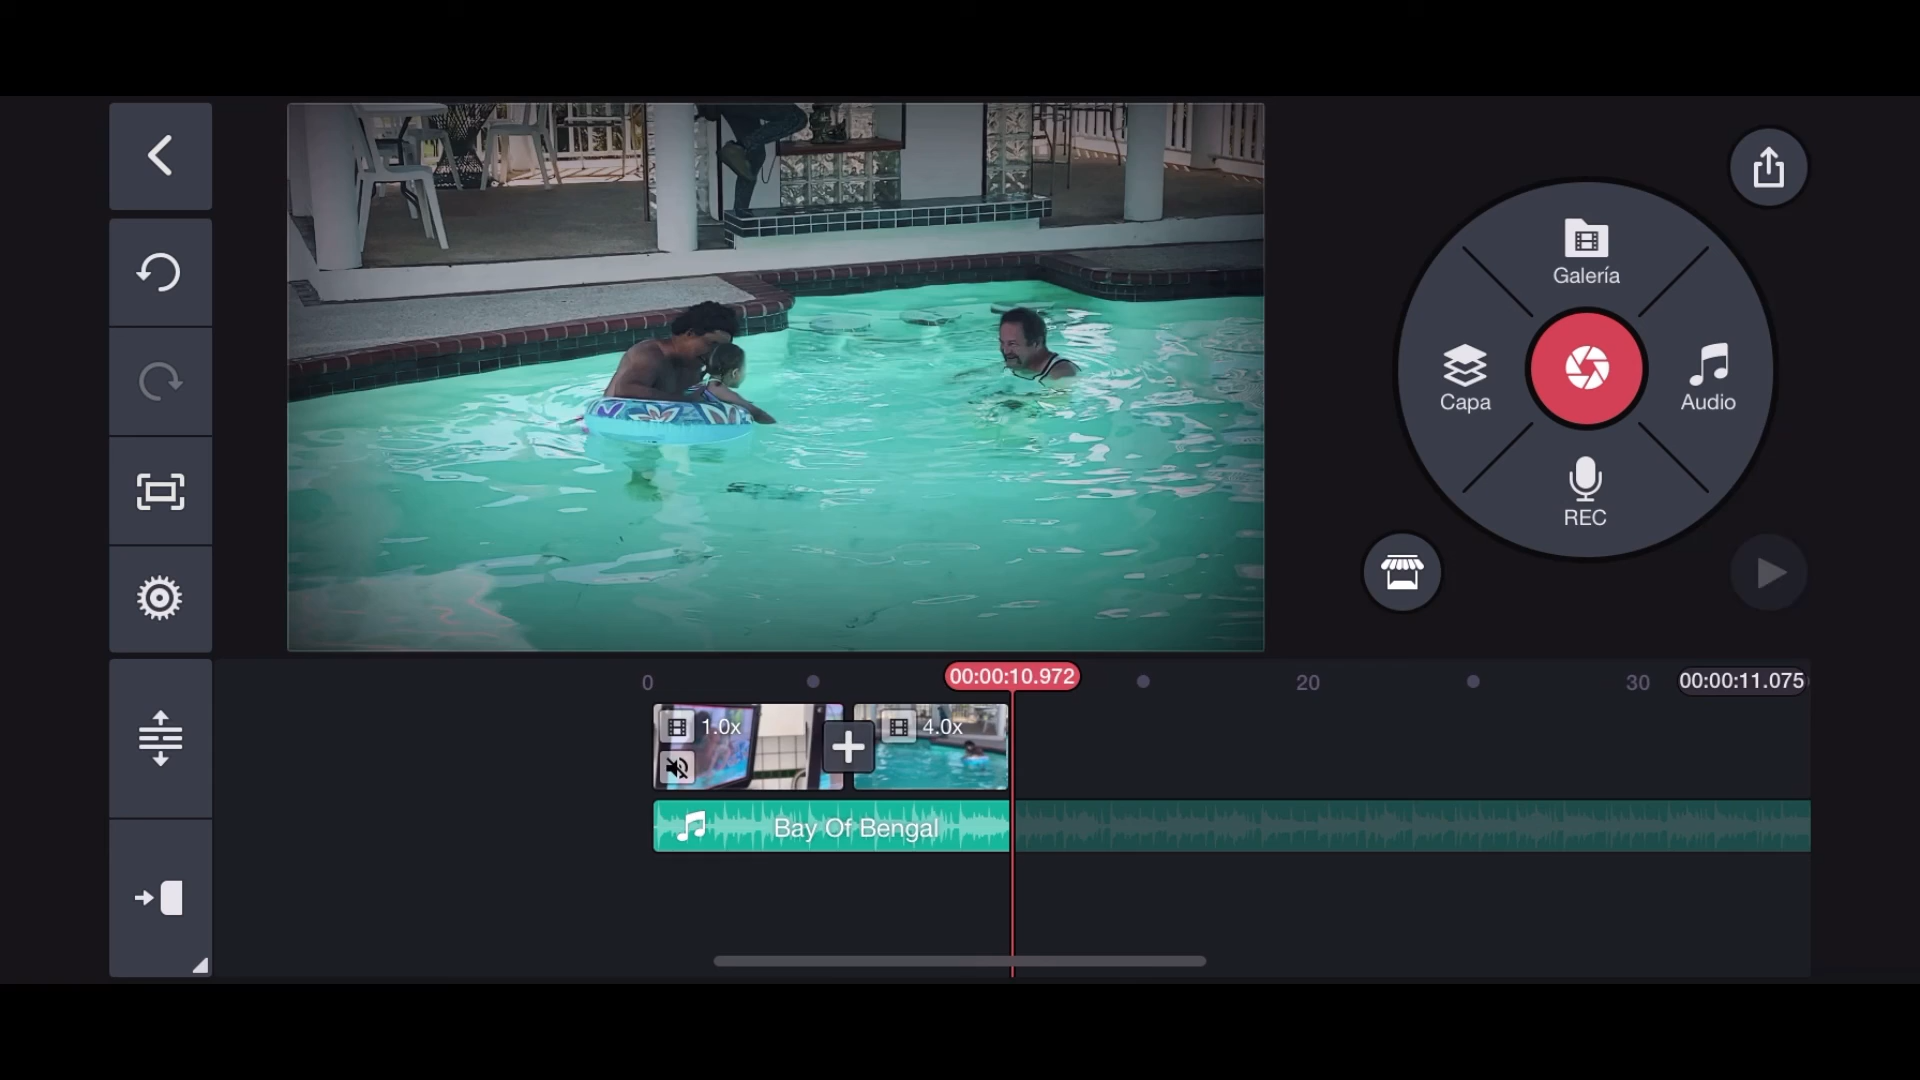 Galería
Capa
Audio
REC
0
00:00:10.972
20
30
00:00:11.075
1.0x
4.0x
Bay Of Bengal